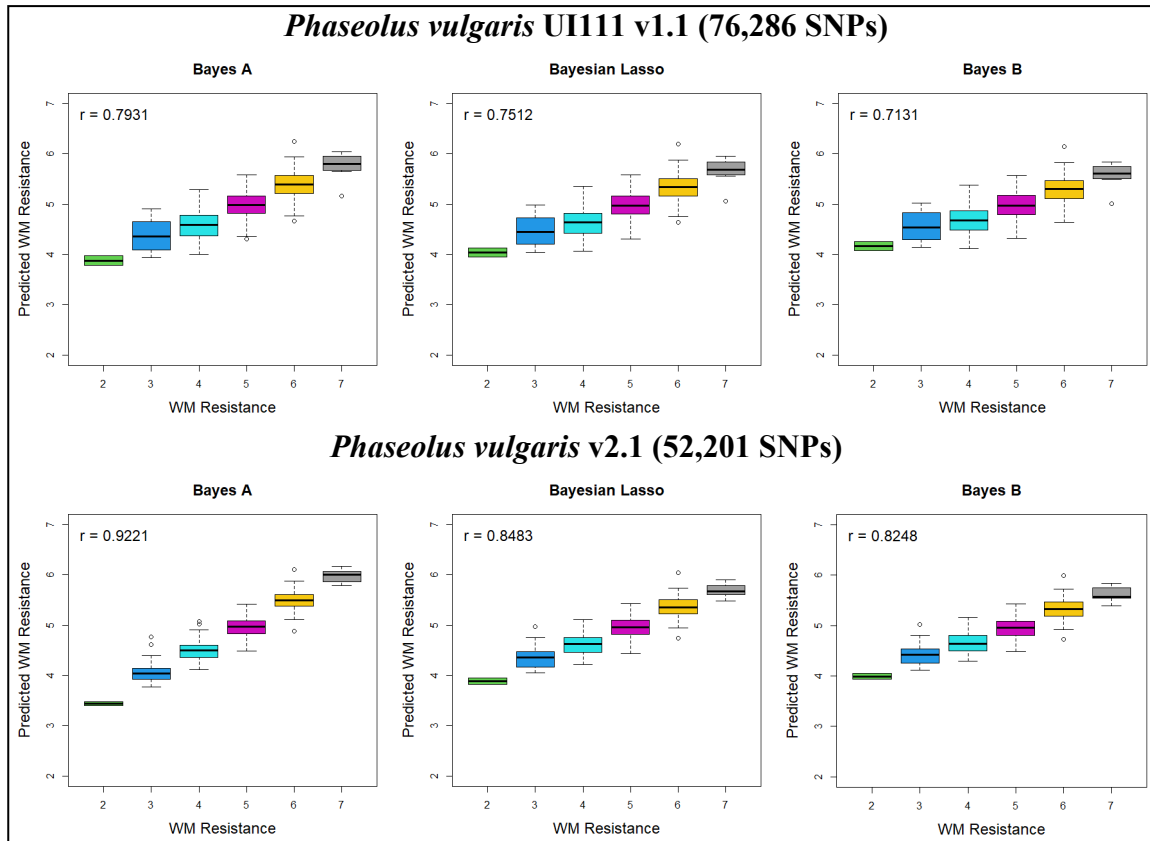 Phaseolus vulgaris UI111 v1.1 (76,286 SNPs)
Bayes A
r = 0.7931
Predicted WM Resistance
7
6
5
4
3
2
2 3 4 5 6 7
WM Resistance
Bayesian Lasso
r = 0.7512
Predicted WM Resistance
7
6
5
4
3
2
2 3 4 5 6 7
WM Resistance
Bayes B
r = 0.7131
Predicted WM Resistance
7
6
5
4
3
2
2 3 4 5 6 7
WM Resistance
Phaseolus vulgaris v2.1 (52,201 SNPs)
Bayes A
r = 0.9221
Predicted WM Resistance
7
6
5
4
3
2
2 3 4 5 6 7
WM Resistance
Bayesian Lasso
r = 0.8483
Predicted WM Resistance
7
6
5
4
3
2
2 3 4 5 6 7
WM Resistance
Bayes B
r = 0.8248
Predicted WM Resistance
7
6
5
4
3
2
2 3 4 5 6 7
WM Resistance